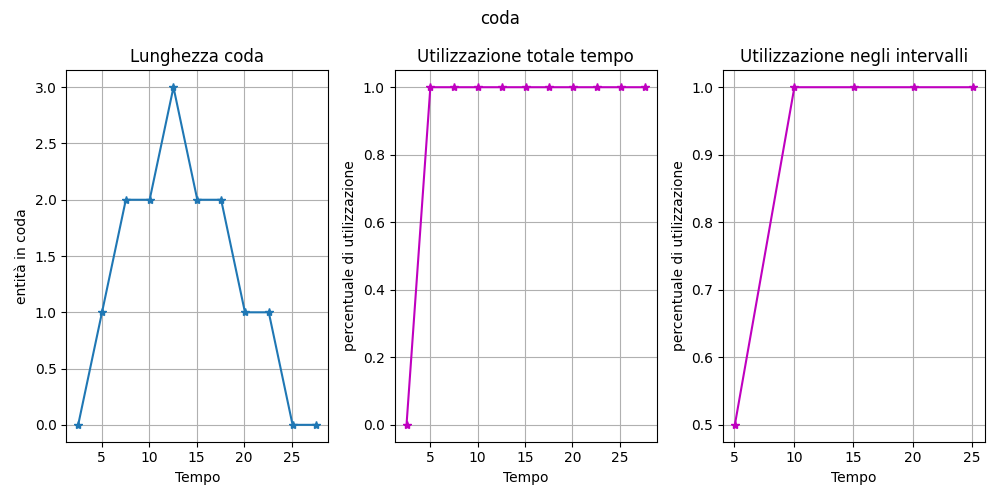 coda
Lunghezza coda
entità in coda
3.0
2.5
2.0
1.5
1.0
0.5
0.0
5 10 15 20 25
Tempo
Utilizzazione totale tempo
percentuale di utilizzazione
1.0
0.8
0.6
0.4
0.2
0.0
5 10 15 20 25
Tempo
Utilizzazione negli intervalli
percentuale di utilizzazione
1.0
0.9
0.8
0.7
0.6
0.5
5 10 15 20 25
Tempo